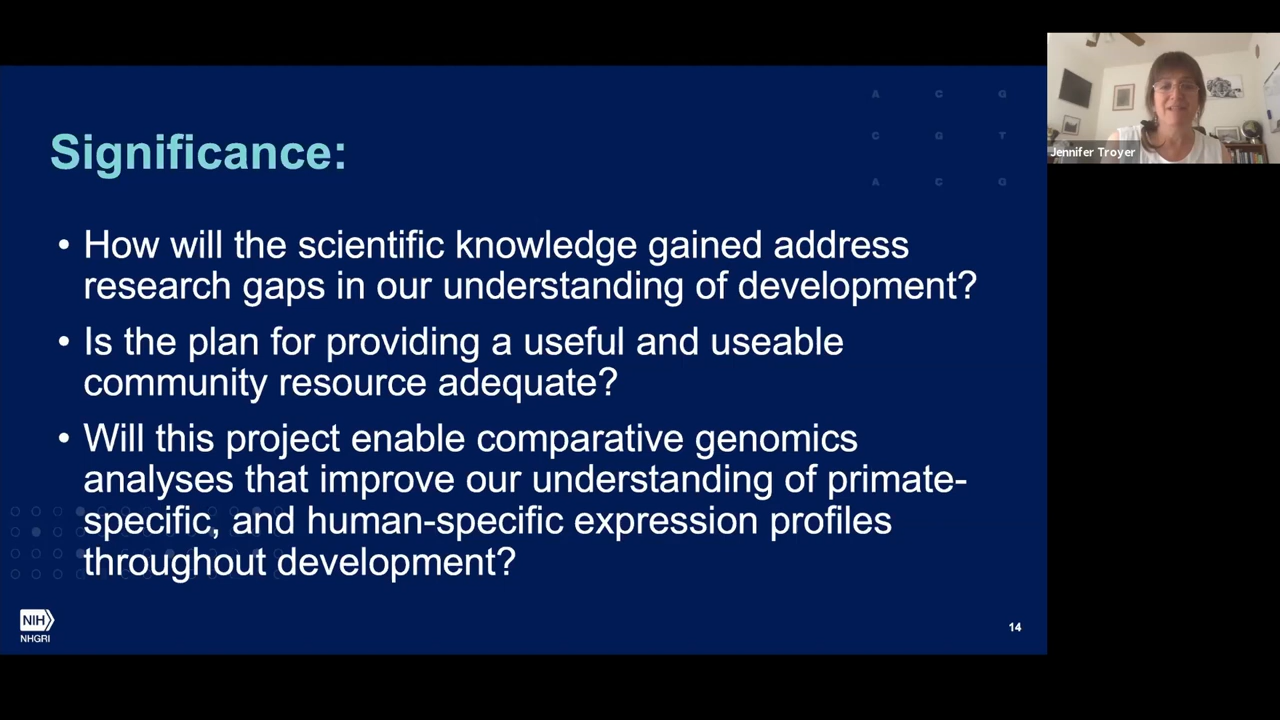 A C G
C G T
A C G
Significance:
• How will the scientific knowledge gained address
research gaps in our understanding of development?
• Is the plan for providing a useful and useable
community resource adequate?
• Will this project enable comparative genomics
analyses that improve our understanding of primate-
specific, and human-specific expression profiles
throughout development?
NIH
NHGRI
14
Jennifer Troyer